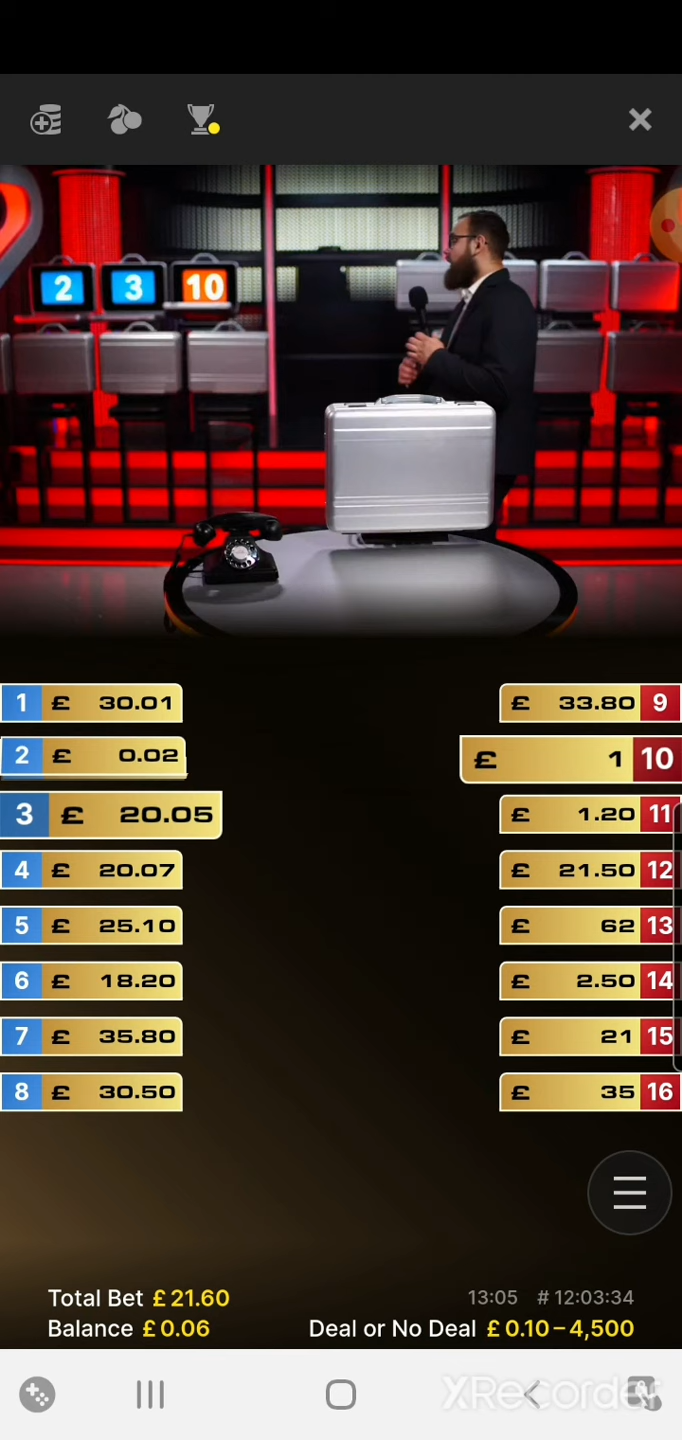 2 3 10
1 £ 30.01
2 £ 0.02
3 £ 20.05
4 £ 20.07
5 £ 25.10
6 £ 18.20
7 £ 35.80
8 £ 30.50
£ 33.80 9
£ 1 10
£ 1.20 11
£ 21.50 12
£ 62 13
£ 2.50 14
£ 21 15
£ 35 16
Total Bet £ 21.60
13:05 # 12:03:34
Balance £ 0.06
Deal or No Deal £ 0.10–4,500
XRecorder